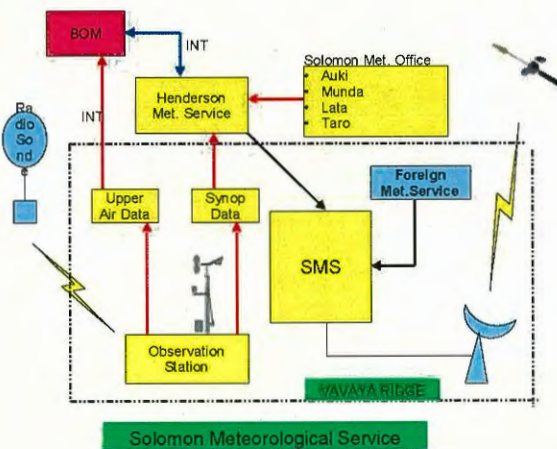 BOM
INT
Solomon Met. Office
Auki
Munda
Lata
Taro
Henderson
Met. Service
Ra
dio
So
nd
e
INT
Foreign
Met.Service
Upper
Air Data
Synop
Data
SMS
Observation
Station
VAVAYA RIDGE
Solomon Meteorological Service